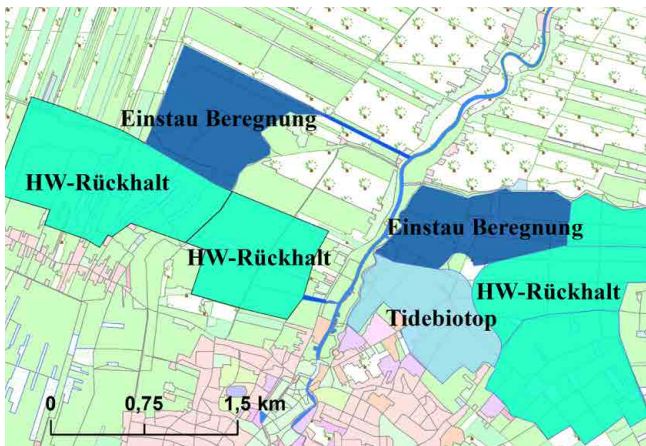 Einstau Beregnung
HW-Rückhalt
HW-Rückhalt
Einstau Beregnung
HW-Rückhalt
Tidebiotop
0 0,75 1,5 km